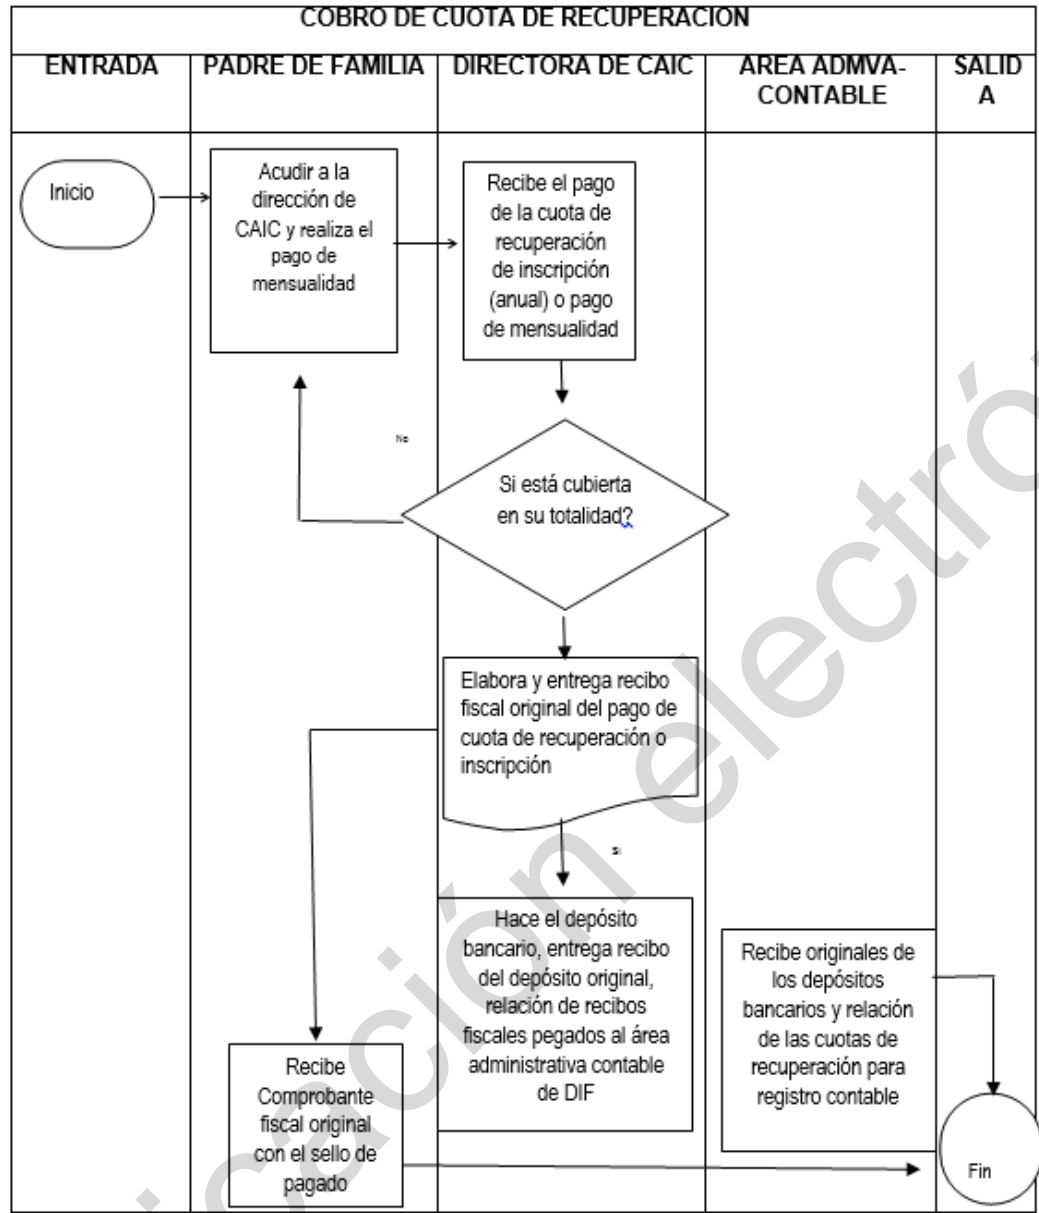 COBRO DE CUOTA DE RECUPERACION
ENTRADA
PADRE DE FAMILIA
DIRECTORA DE CAIC
AREA ADMVA-
CONTABLE
SALID
A
Inicio
Acudir a la
dirección de
CAIC y realiza el
pago de
mensualidad
Recibe el pago
de la cuota de
recuperación
de inscripción
(anual) o pago
de mensualidad
No
Si está cubierta
en su totalidad?
Elabora y entrega recibo
fiscal original del pago de
cuota de recuperación o
inscripción
Si
Hace el depósito
bancario, entrega recibo
del depósito original,
relación de recibos
fiscales pegados al área
administrativa contable
de DIF
Recibe originales de
los depósitos
bancarios y relación
de las cuotas de
recuperación para
registro contable
Recibe
Comprobante
fiscal original
con el sello de
pagado
Fin
icación electró